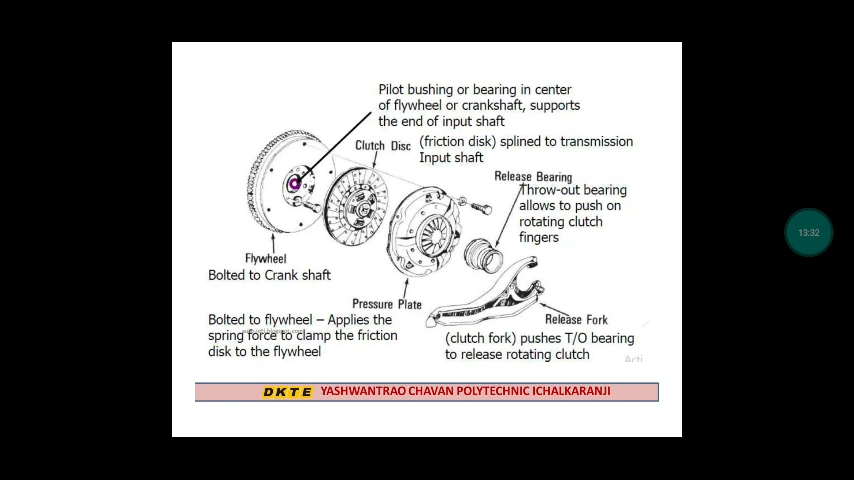 Pilot bushing or bearing in center
of flywheel or crankshaft, supports
the end of input shaft
Clutch Disc
(friction disk) splined to transmission
Input shaft
Release Bearing
Throw-out bearing
allows to push on
rotating clutch
fingers
Flywheel
Bolted to Crank shaft
Pressure Plate
Bolted to flywheel – Applies the
spring force to clamp the friction
disk to the flywheel
Release Fork
(clutch fork) pushes T/O bearing
to release rotating clutch
Acti
DKTE YASHWANTRAO CHAVAN POLYTECHNIC ICHALKARANJI
13:32